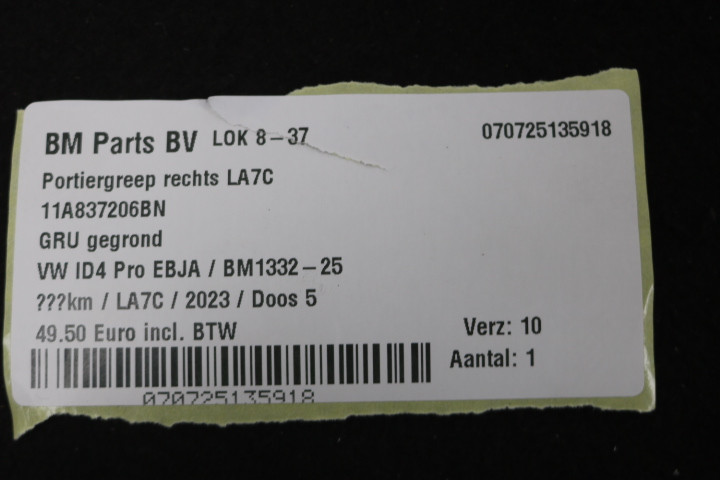 BM Parts BV LOK 8-37 070725135918
Portiergreep rechts LA7C
11A837206BN
GRU gegrond
VW ID4 Pro EBJA / BM1332-25
???km / LA7C / 2023 / Doos 5
49.50 Euro incl. BTW Verz: 10
Aantal: 1
070725135918